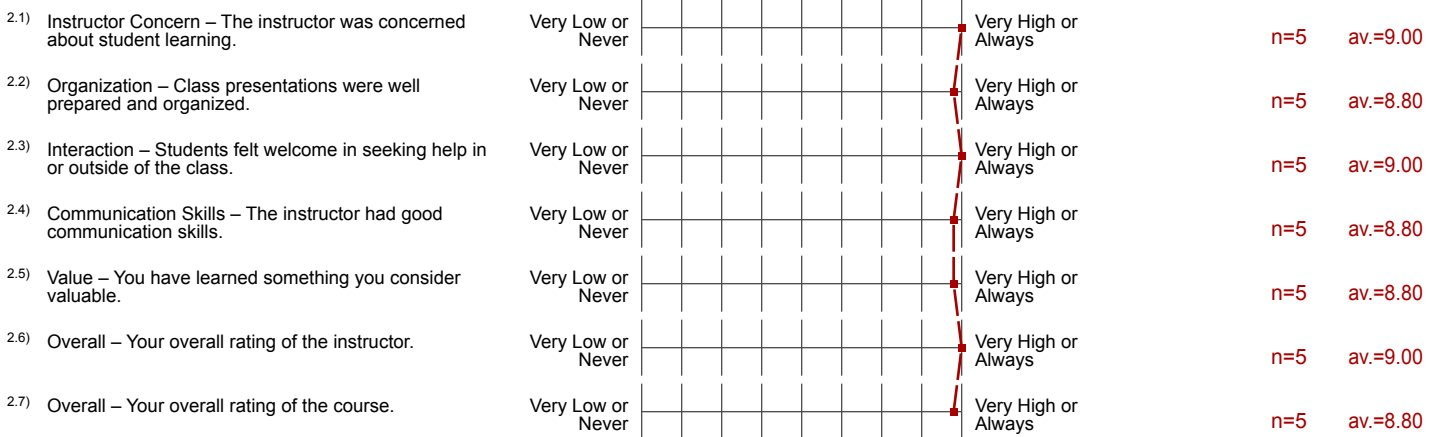 2.1) Instructor Concern – The instructor was concerned Very Low or Very High or
about student learning. Never Always n=5 av.=9.00
2.2) Organization – Class presentations were well Very Low or Very High or
prepared and organized. Never Always n=5 av.=8.80
2.3) Interaction – Students felt welcome in seeking help in Very Low or Very High or
or outside of the class. Never Always n=5 av.=9.00
2.4) Communication Skills – The instructor had good Very Low or Very High or
communication skills. Never Always n=5 av.=8.80
2.5) Value – You have learned something you consider Very Low or Very High or
valuable. Never Always n=5 av.=8.80
2.6) Overall – Your overall rating of the instructor. Very Low or Very High or
Never Always n=5 av.=9.00
2.7) Overall – Your overall rating of the course. Very Low or Very High or
Never Always n=5 av.=8.80